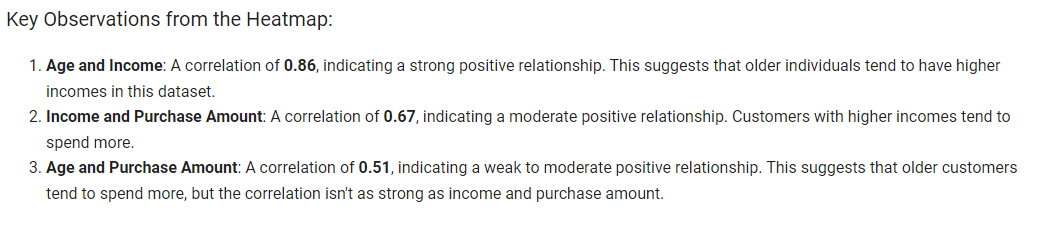 Key Observations from the Heatmap:
1. Age and Income: A correlation of 0.86, indicating a strong positive relationship. This suggests that older individuals tend to have higher
incomes in this dataset.
2. Income and Purchase Amount: A correlation of 0.67, indicating a moderate positive relationship. Customers with higher incomes tend to
spend more.
3. Age and Purchase Amount: A correlation of 0.51, indicating a weak to moderate positive relationship. This suggests that older customers
tend to spend more, but the correlation isn't as strong as income and purchase amount.